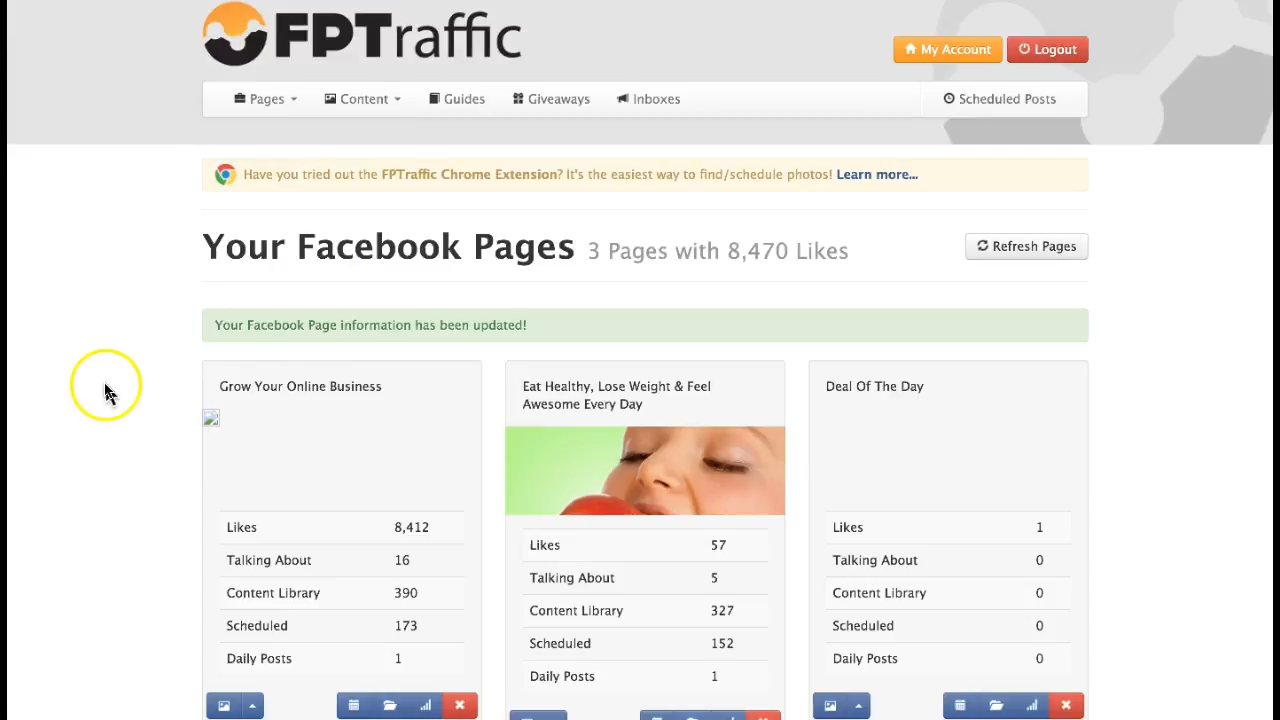 FPTraffic
My Account Logout
Pages Content Guides Giveaways Inboxes Scheduled Posts
Have you tried out the FPTraffic Chrome Extension? It's the easiest way to find/schedule photos! Learn more...
Your Facebook Pages 3 Pages with 8,470 Likes Refresh Pages
Your Facebook Page information has been updated!
Grow Your Online Business
Likes 8,412
Talking About 16
Content Library 390
Scheduled 173
Daily Posts 1
Eat Healthy, Lose Weight & Feel
Awesome Every Day
Likes 57
Talking About 5
Content Library 327
Scheduled 152
Daily Posts 1
Deal Of The Day
Likes 1
Talking About 0
Content Library 0
Scheduled 0
Daily Posts 0